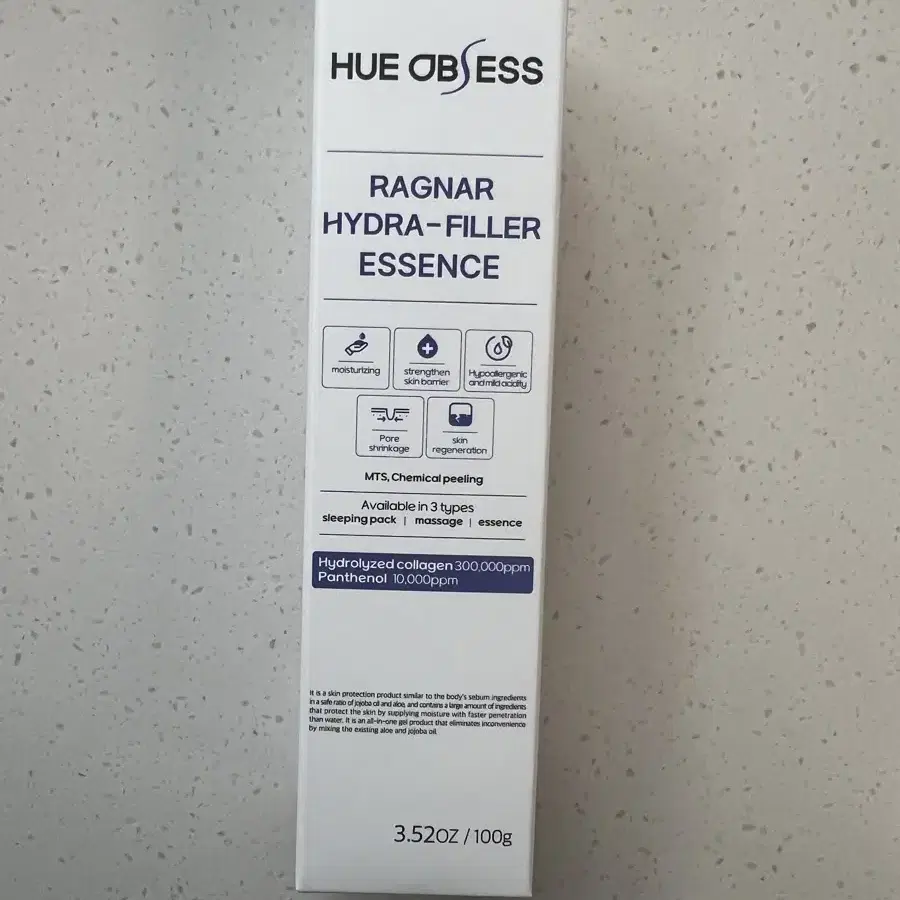 HUE OBSESS
RAGNAR
HYDRA-FILLER
ESSENCE
moisturizing
strengthen
skin barrier
Hypoallergenic
and mild acidity
Pore
shrinkage
skin
regeneration
MTS, Chemical peeling
Available in 3 types
sleeping pack | massage | essence
Hydrolyzed collagen 300,000ppm
Panthenol 10,000ppm
It is a skin protection product similar to the body's sebum ingredients
in a safe ratio of jojoba oil and aloe, and contains a large amount of ingredients
that protect the skin by supplying moisture with faster penetration
than water. It is an all-in-one gel product that eliminates inconvenience
by mixing the existing aloe and jojoba oil.
3.52OZ / 100g